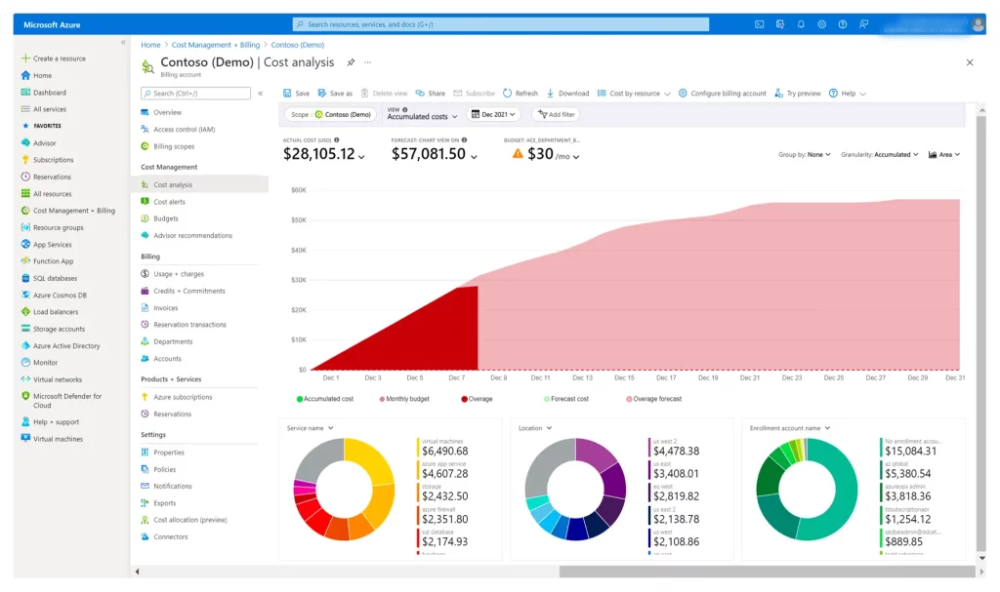 Microsoft Azure
Search resources, services, and docs (G+/)
«
Create a resource
Home
Dashboard
All services
FAVORITES
Advisor
Subscriptions
Reservations
All resources
Cost Management + Billing
Resource groups
App Services
Function App
SQL databases
Azure Cosmos DB
Load balancers
Storage accounts
Azure Active Directory
Monitor
Virtual networks
Microsoft Defender for
Cloud
Help + support
Virtual machines
Home > Cost Management + Billing > Contoso (Demo)
Contoso (Demo) | Cost analysis
Billing account
Search (Ctrl+/)
«
Overview
Access control (IAM)
Billing scopes
Cost Management
Cost analysis
Cost alerts
Budgets
Advisor recommendations
Billing
Usage + charges
Credits + Commitments
Invoices
Reservation transactions
Departments
Accounts
Products + Services
Azure subscriptions
Reservations
Settings
Properties
Policies
Notifications
Exports
Cost allocation (preview)
Connectors
Save Save as Delete view Share Subscribe Refresh Download Cost by resource Configure billing account Try preview Help
Scope : Contoso (Demo)
VIEW
Accumulated costs
Dec 2021
Add filter
ACTUAL COST (USD)
$28,105.12
FORECAST: CHART VIEW ON
$57,081.50
BUDGET: ACE_DEPARTMENT_B...
$30 /mo
Group by: None
Granularity: Accumulated
Area
$60K
$50K
$40K
$30K
$20K
$10K
$0
Dec 1 Dec 3 Dec 5 Dec 7 Dec 9 Dec 11 Dec 13 Dec 15 Dec 17 Dec 19 Dec 21 Dec 23 Dec 25 Dec 27 Dec 29 Dec 31
Accumulated cost Monthly budget Overage Forecast cost Overage forecast
Service name
virtual machines
$6,490.68
azure app service
$4,607.28
storage
$2,432.50
azure firewall
$2,351.80
sql database
$2,174.93
Location
us west 2
$4,478.38
us east
$3,408.01
eu west
$2,819.82
us east 2
$2,138.78
us west
$2,108.86
Enrollment account name
No enrollment accou...
$15,084.31
ac global
$5,380.54
azureops admin
$3,818.36
$1,254.12
$889.85